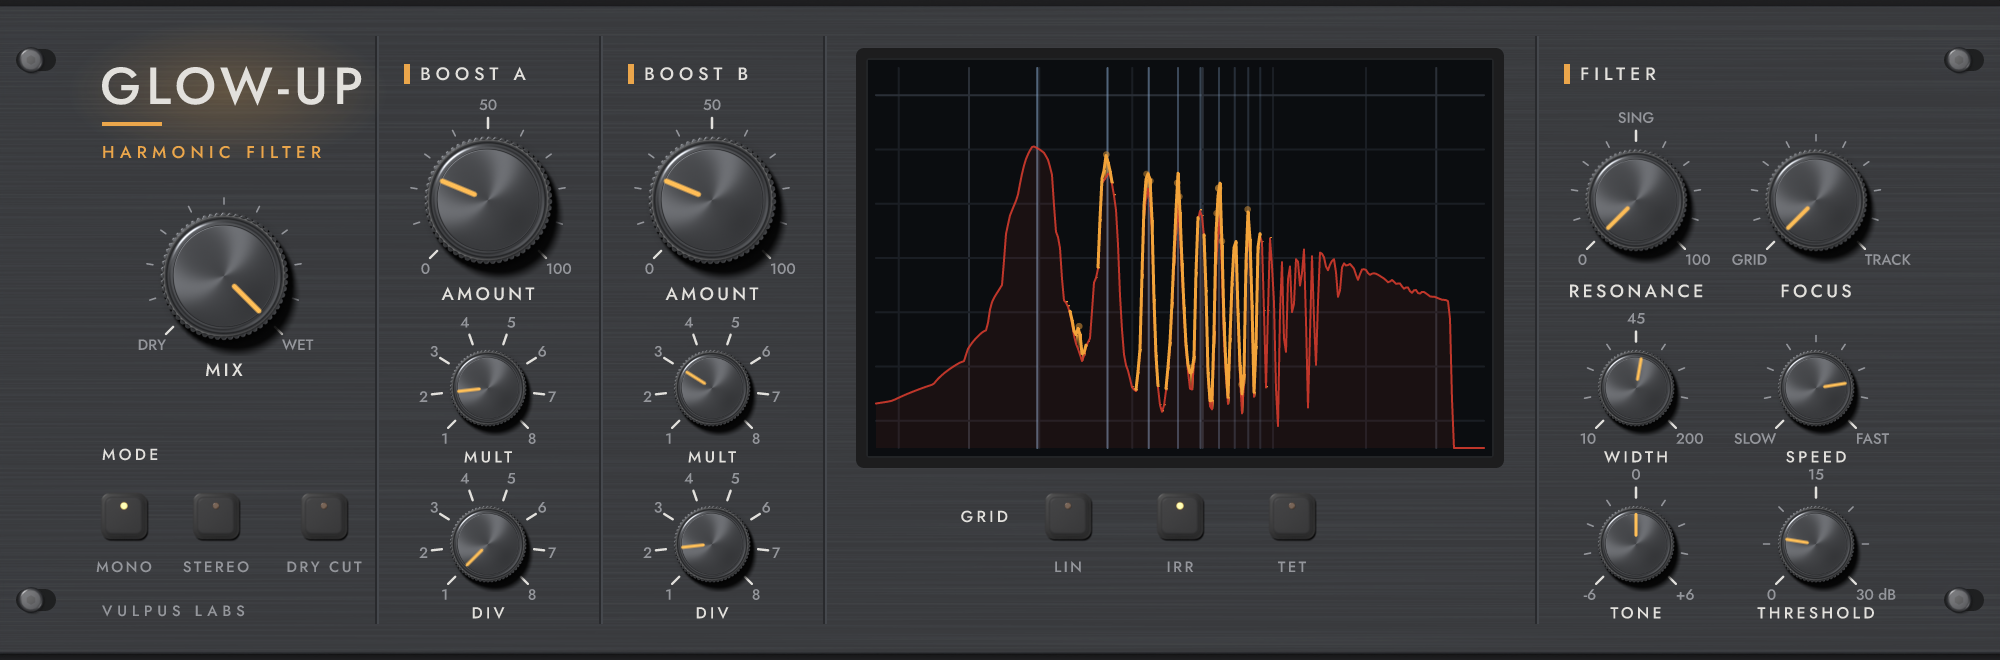 GLOW-UP
HARMONIC FILTER
DRY WET
MIX
MODE
MONO STEREO DRY CUT
VULPUS LABS
BOOST A
50
0 100
AMOUNT
4 5
3 6
2 7
1 8
MULT
4 5
3 6
2 7
1 8
DIV
BOOST B
50
0 100
AMOUNT
4 5
3 6
2 7
1 8
MULT
4 5
3 6
2 7
1 8
DIV
GRID
LIN IRR TET
FILTER
SING
0 100
RESONANCE
GRID TRACK
FOCUS
45
10 200
WIDTH
SLOW FAST
SPEED
0
-6 +6
TONE
15
0 30 dB
THRESHOLD